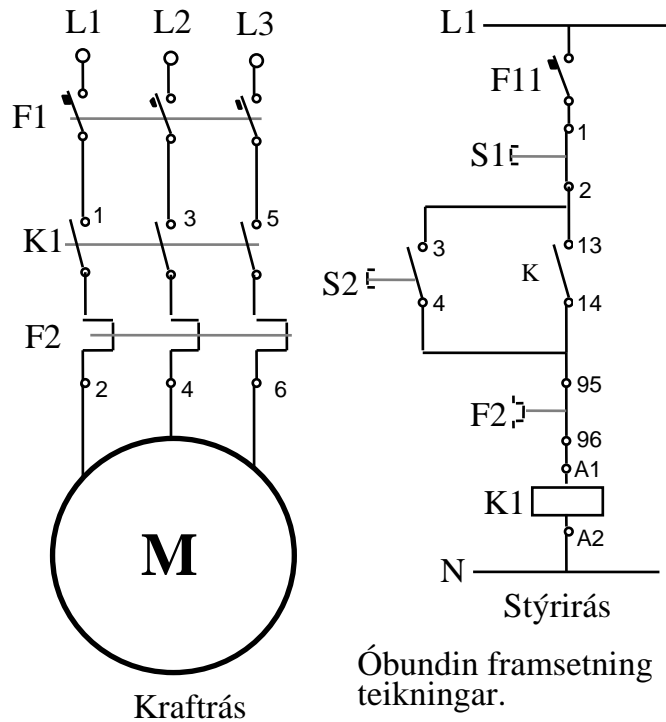 L1 L2 L3
F1
1 3 5
K1
F2
2 4 6
M
Kraftrás
L1
F11
1
S1
2
3 13
S2 K
4 14
95
F2
96
A1
K1
A2
N
Stýrirás
Óbundin framsetning
teikningar.